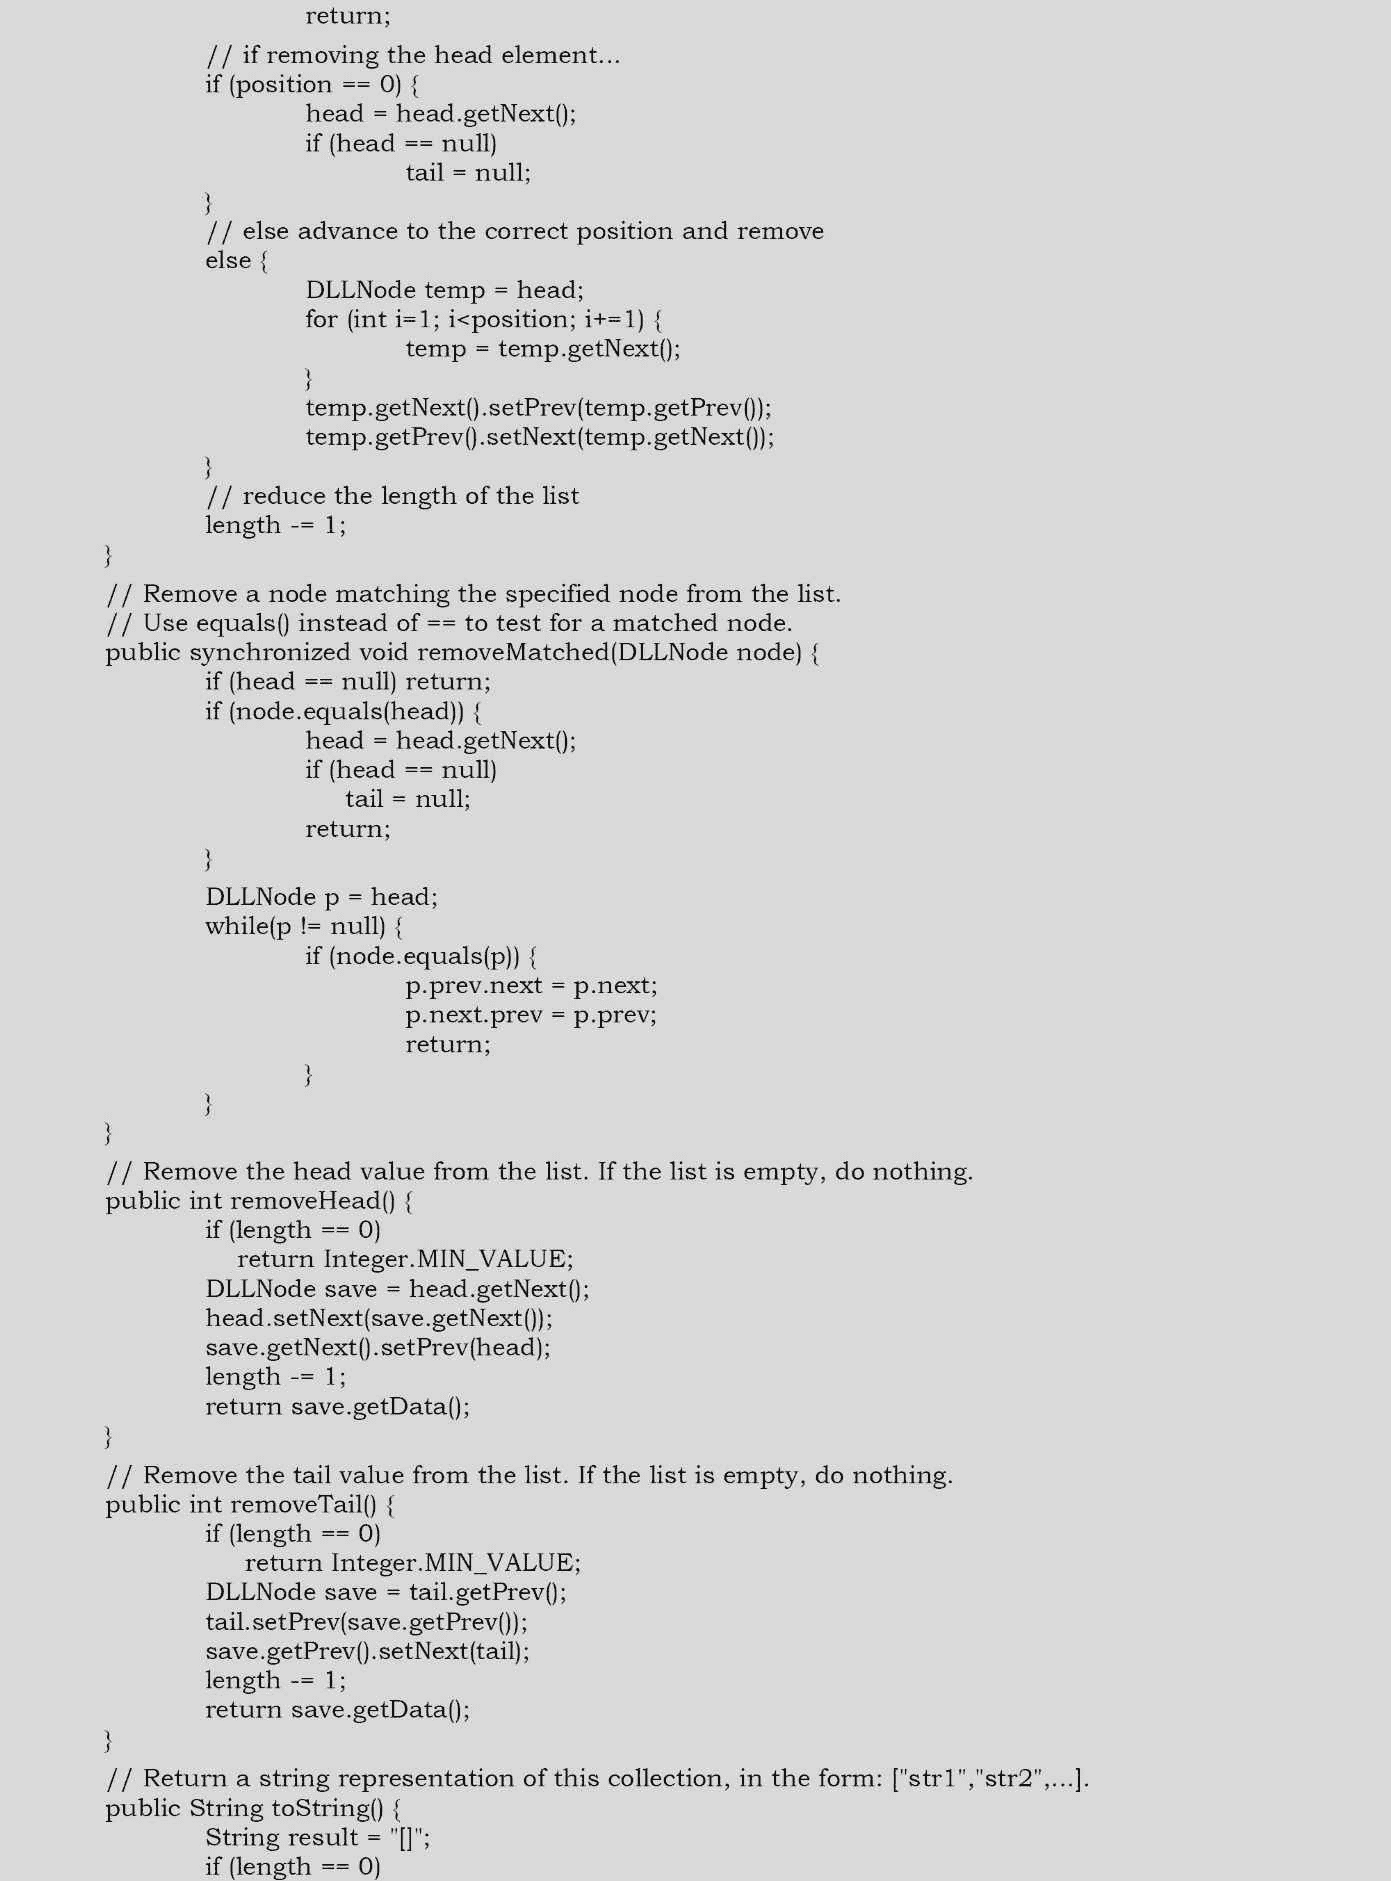 return;
// if removing the head element...
if (position == 0) {
head = head.getNext();
if (head == null)
tail = null;
}
// else advance to the correct position and remove
else {
DLLNode temp = head;
for (int i=1; i<position; i+=1) {
temp = temp.getNext();
}
temp.getNext().setPrev(temp.getPrev());
temp.getPrev().setNext(temp.getNext());
}
// reduce the length of the list
length -= 1;
}
// Remove a node matching the specified node from the list.
// Use equals() instead of == to test for a matched node.
public synchronized void removeMatched(DLLNode node) {
if (head == null) return;
if (node.equals(head)) {
head = head.getNext();
if (head == null)
tail = null;
return;
}
DLLNode p = head;
while(p != null) {
if (node.equals(p)) {
p.prev.next = p.next;
p.next.prev = p.prev;
return;
}
}
}
// Remove the head value from the list. If the list is empty, do nothing.
public int removeHead() {
if (length == 0)
return Integer.MIN_VALUE;
DLLNode save = head.getNext();
head.setNext(save.getNext());
save.getNext().setPrev(head);
length -= 1;
return save.getData();
}
// Remove the tail value from the list. If the list is empty, do nothing.
public int removeTail() {
if (length == 0)
return Integer.MIN_VALUE;
DLLNode save = tail.getPrev();
tail.setPrev(save.getPrev());
save.getPrev().setNext(tail);
length -= 1;
return save.getData();
}
// Return a string representation of this collection, in the form: ["str1","str2",...].
public String toString() {
String result = "[]";
if (length == 0)